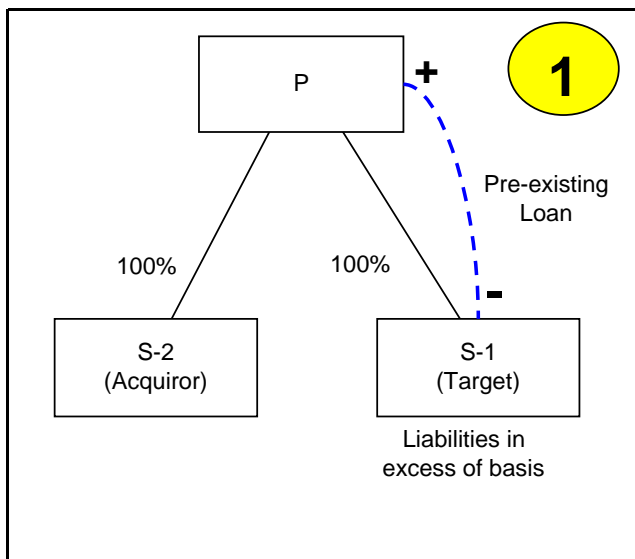 P
+
1
Pre-existing
Loan
100%
100%
-
S-2
(Acquiror)
S-1
(Target)
Liabilities in
excess of basis